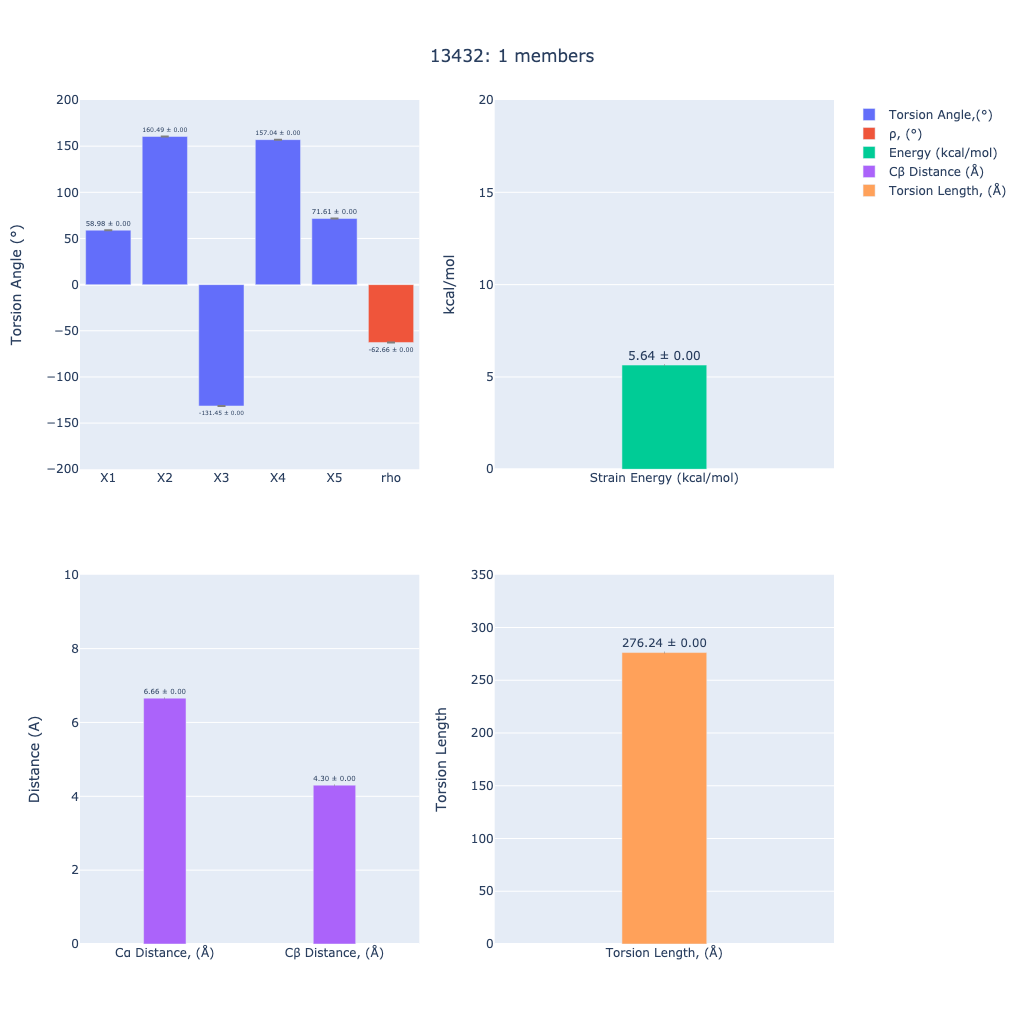 13432: 1 members
Torsion Angle (°)
200
150
100
50
0
−50
−100
−150
−200
58.98 ± 0.00
160.49 ± 0.00
-131.45 ± 0.00
157.04 ± 0.00
71.61 ± 0.00
-62.66 ± 0.00
X1 X2 X3 X4 X5 rho
kcal/mol
20
15
10
5
0
5.64 ± 0.00
Strain Energy (kcal/mol)
Torsion Angle,(°)
ρ, (°)
Energy (kcal/mol)
Cβ Distance (Å)
Torsion Length, (Å)
Distance (A)
10
8
6
4
2
0
6.66 ± 0.00
4.30 ± 0.00
Cα Distance, (Å) Cβ Distance, (Å)
Torsion Length
350
300
250
200
150
100
50
0
276.24 ± 0.00
Torsion Length, (Å)